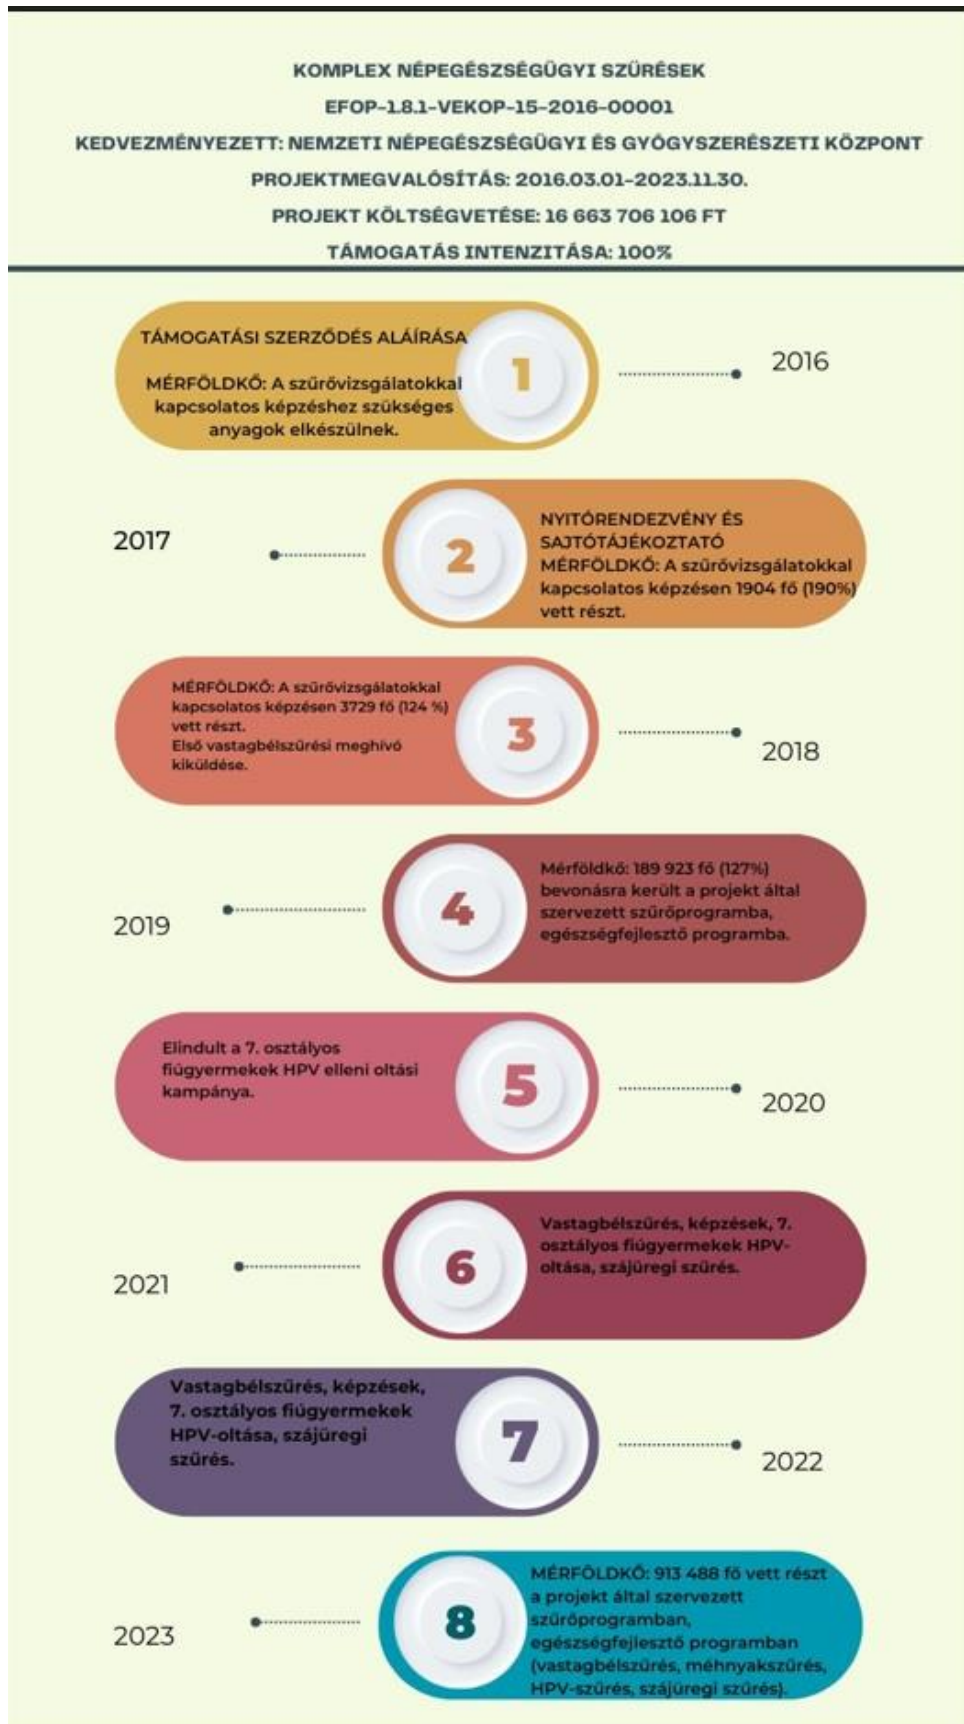 KOMPLEX NÉPEGÉSZSÉGÜGYI SZŰRÉSEK
EFOP-1.8.1-VEKOP-15-2016-00001
KEDVEZMÉNYEZETT: NEMZETI NÉPEGÉSZSÉGÜGYI ÉS GYÓGYSZERÉSZETI KÖZPONT
PROJEKTMEGVALÓSÍTÁS: 2016.03.01-2023.11.30.
PROJEKT KÖLTSÉGVETÉSE: 16 663 706 106 FT
TÁMOGATÁS INTENZITÁSA: 100%
TÁMOGATÁSI SZERZŐDÉS ALÁÍRÁSA
MÉRFÖLDKŐ: A szűrővizsgálatokkal
kapcsolatos képzéshez szükséges
anyagok elkészülnek.
1
2016
2017
2
NYITÓRENDEZVÉNY ÉS
SAJTÓTÁJÉKOZTATÓ
MÉRFÖLDKŐ: A szűrővizsgálatokkal
kapcsolatos képzésen 1904 fő (190%)
vett részt.
MÉRFÖLDKŐ: A szűrővizsgálatokkal
kapcsolatos képzésen 3729 fő (124 %)
vett részt.
Első vastagbélszűrési meghívó
kiküldése.
3
2018
2019
4
Mérföldkő: 189 923 fő (127%)
bevonásra került a projekt által
szervezett szűrőprogramba,
egészségfejlesztő programba.
Elindult a 7. osztályos
fiúgyermekek HPV elleni oltási
kampánya.
5
2020
2021
6
Vastagbélszűrés, képzések, 7.
osztályos fiúgyermekek HPV-
oltása, szájüregi szűrés.
Vastagbélszűrés, képzések,
7. osztályos fiúgyermekek
HPV-oltása, szájüregi
szűrés.
7
2022
2023
8
MÉRFÖLDKŐ: 913 488 fő vett részt
a projekt által szervezett
szűrőprogramban,
egészségfejlesztő programban
(vastagbélszűrés, méhnyakszűrés,
HPV-szűrés, szájüregi szűrés).